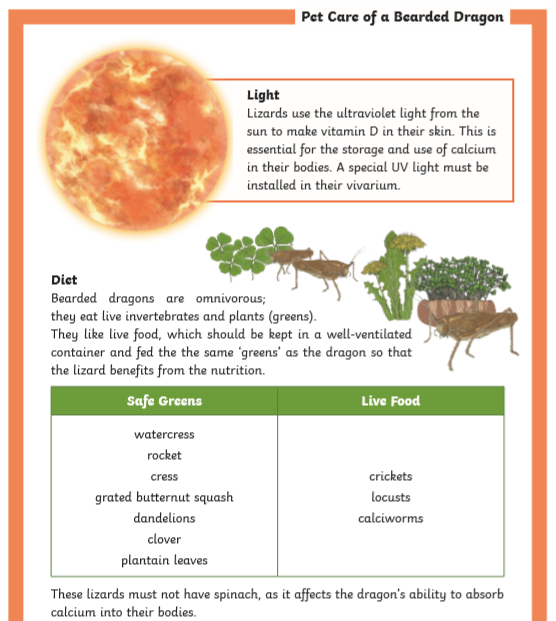 Pet Care of a Bearded Dragon
Light
Lizards use the ultraviolet light from the
sun to make vitamin D in their skin. This is
essential for the storage and use of calcium
in their bodies. A special UV light must be
installed in their vivarium.
Diet
Bearded dragons are omnivorous;
they eat live invertebrates and plants (greens).
They like live food, which should be kept in a well-ventilated
container and fed the the same ‘greens’ as the dragon so that
the lizard benefits from the nutrition.
Safe Greens
watercress
rocket
cress
grated butternut squash
dandelions
clover
plantain leaves
Live Food
crickets
locusts
calciworms
These lizards must not have spinach, as it affects the dragon’s ability to absorb
calcium into their bodies.